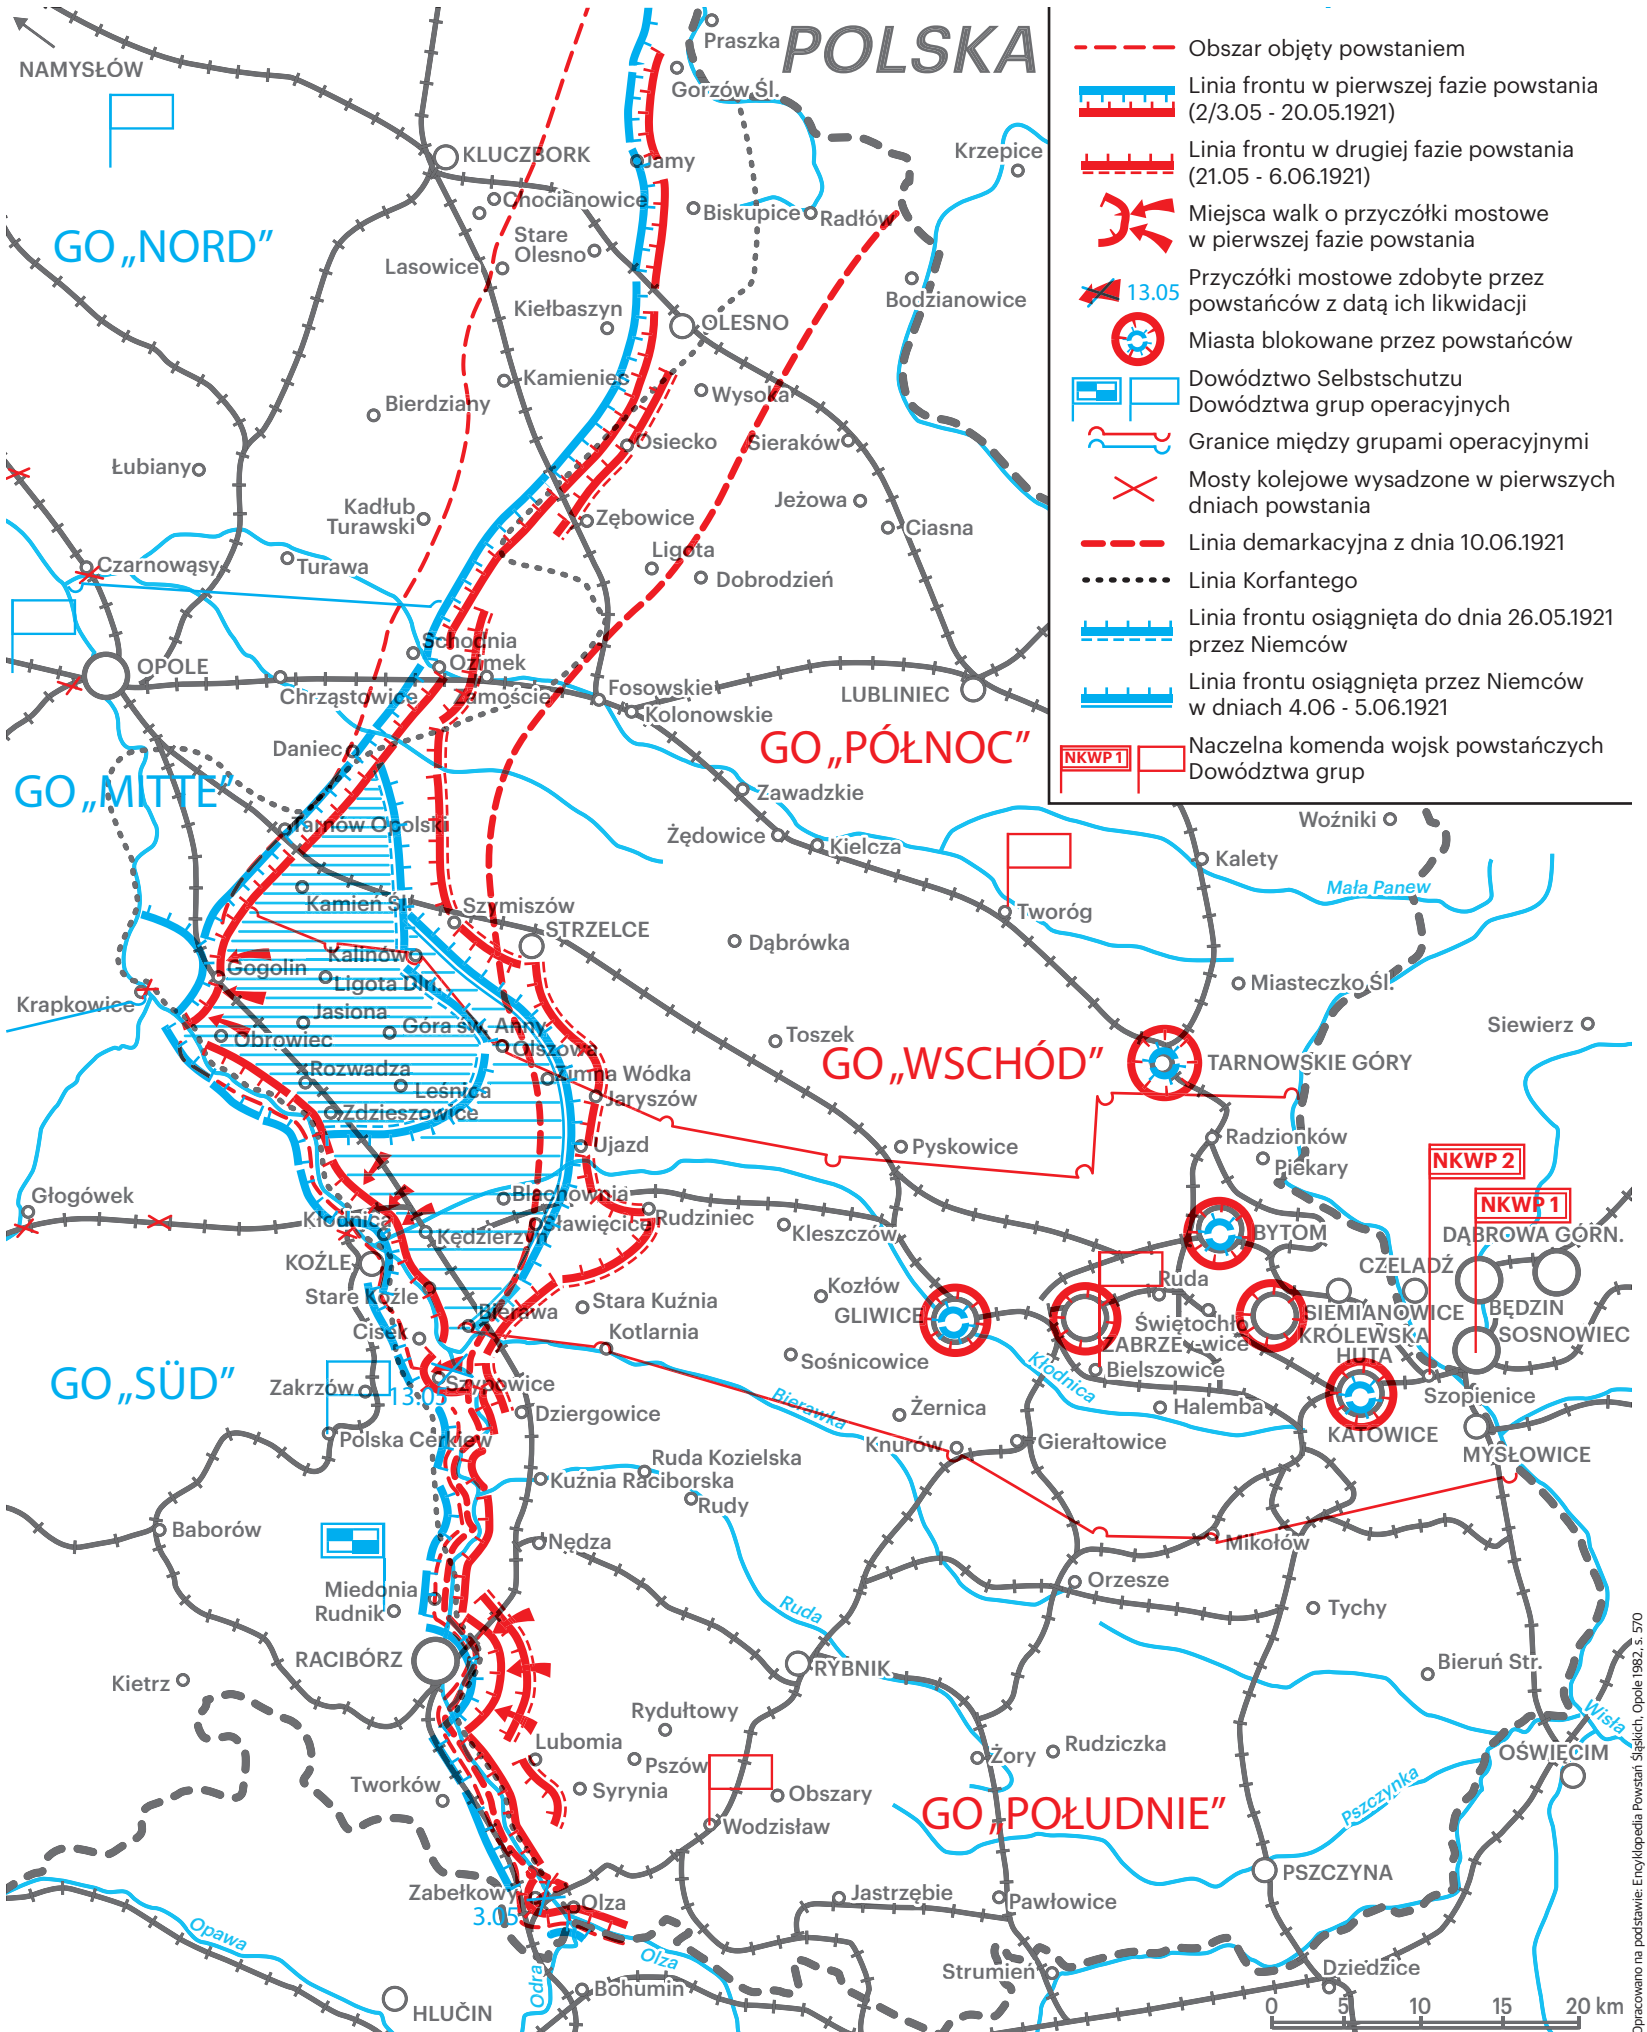 Obszar objęty powstaniem
Linia frontu w pierwszej fazie powstania
(2/3.05 - 20.05.1921)
Linia frontu w drugiej fazie powstania
(21.05 - 6.06.1921)
Miejsca walk o przyczółki mostowe
w pierwszej fazie powstania
13.05
Przyczółki mostowe zdobyte przez
powstańców z datą ich likwidacji
Miasta blokowane przez powstańców
Dowództwo Selbstschutzu
Dowództwa grup operacyjnych
Granice między grupami operacyjnymi
Mosty kolejowe wysadzone w pierwszych
dniach powstania
Linia demarkacyjna z dnia 10.06.1921
Linia Korfantego
Linia frontu osiągnięta do dnia 26.05.1921
przez Niemców
Linia frontu osiągnięta przez Niemców
w dniach 4.06 - 5.06.1921
NKWP 1
Naczelna komenda wojsk powstańczych
Dowództwa grup
POLSKA
Praszka
NAMYSŁÓW
Gorzów Śl.
KLUCZBORK
Jamy
Krzepice
Chocianowice
Biskupice
Radłów
GO „NORD”
Stare
Olesno
Lasowice
Bodzianowice
Kiełbaszyn
OLESNO
Kamieniec
Wysoka
Bierdziany
Osiecko
Sieraków
Łubiany
Kadłub
Turawski
Zębowice
Jeżowa
Ciasna
Czarnowąsy
Turawa
Ligota
Dobrodzień
Schodnia
Ozimek
OPOLE
Chrząstowice
Zamoście
Fosowskie
Kolonowskie
LUBLINIEC
Daniec
GO „PÓŁNOC”
GO „MITTE”
Zawadzkie
Tarnów Opolski
Żędowice
Kielcza
Woźniki
Kalety
Mała Panew
Kamień Śl.
Szymiszów
Tworóg
STRZELCE
Dąbrówka
Kalinów
Gogolin
Ligota Dln.
Miasteczko Śl.
Krapkowice
Jasiona
Góra św. Anny
Obrowiec
Olszowa
Toszek
Siewierz
GO „WSCHÓD”
TARNOWSKIE GÓRY
Rozwadza
Leśnica
Zimna Wódka
Jaryszów
Zdzieszowice
Ujazd
Pyskowice
Radzionków
Piekary
NKWP 2
NKWP 1
Głogówek
Blachownia
Sławięcice
Rudziniec
Kłodnica
Kędzierzyn
Kleszczów
BYTOM
DĄBROWA GÓRN.
CZELADŹ
KOŹLE
Stare Koźle
Bierawa
Stara Kuźnia
Kozłów
GLIWICE
Ruda
SIEMIANOWICE
BĘDZIN
Świętochło
-wice
ZABRZE
KRÓLEWSKA
HUTA
SOSNOWIEC
Cisek
Kotlarnia
Sośnicowice
Kłodnica
Bielszowice
GO „SÜD”
Zakrzów
13.05
Szypowice
Bierawka
Żernica
Halemba
Szopienice
Dziergowice
KATOWICE
Polska Cerkiew
Knurów
Gierałtowice
MYSŁOWICE
Ruda Kozielska
Kuźnia Raciborska
Rudy
Baborów
Nędza
Mikołów
Miedonia
Rudnik
Orzesze
Ruda
Tychy
RACIBÓRZ
RYBNIK
Bieruń Str.
Kietrz
Rydułtowy
Wisła
Lubomia
Pszów
Żory
Rudziczka
OŚWIĘCIM
Tworków
Syrynia
Obszary
GO „POŁUDNIE”
Pszczynka
Wodzisław
PSZCZYNA
Zabełkowy
3.05
Olza
Jastrzębie
Pawłowice
Opawa
Olza
Odra
Strumień
Dziedzice
Bohumin
HLUČIN
0 5 10 15 20 km
Opracowano na podstawie: Encyklopedia Powstań Śląskich, Opole 1982, s. 570